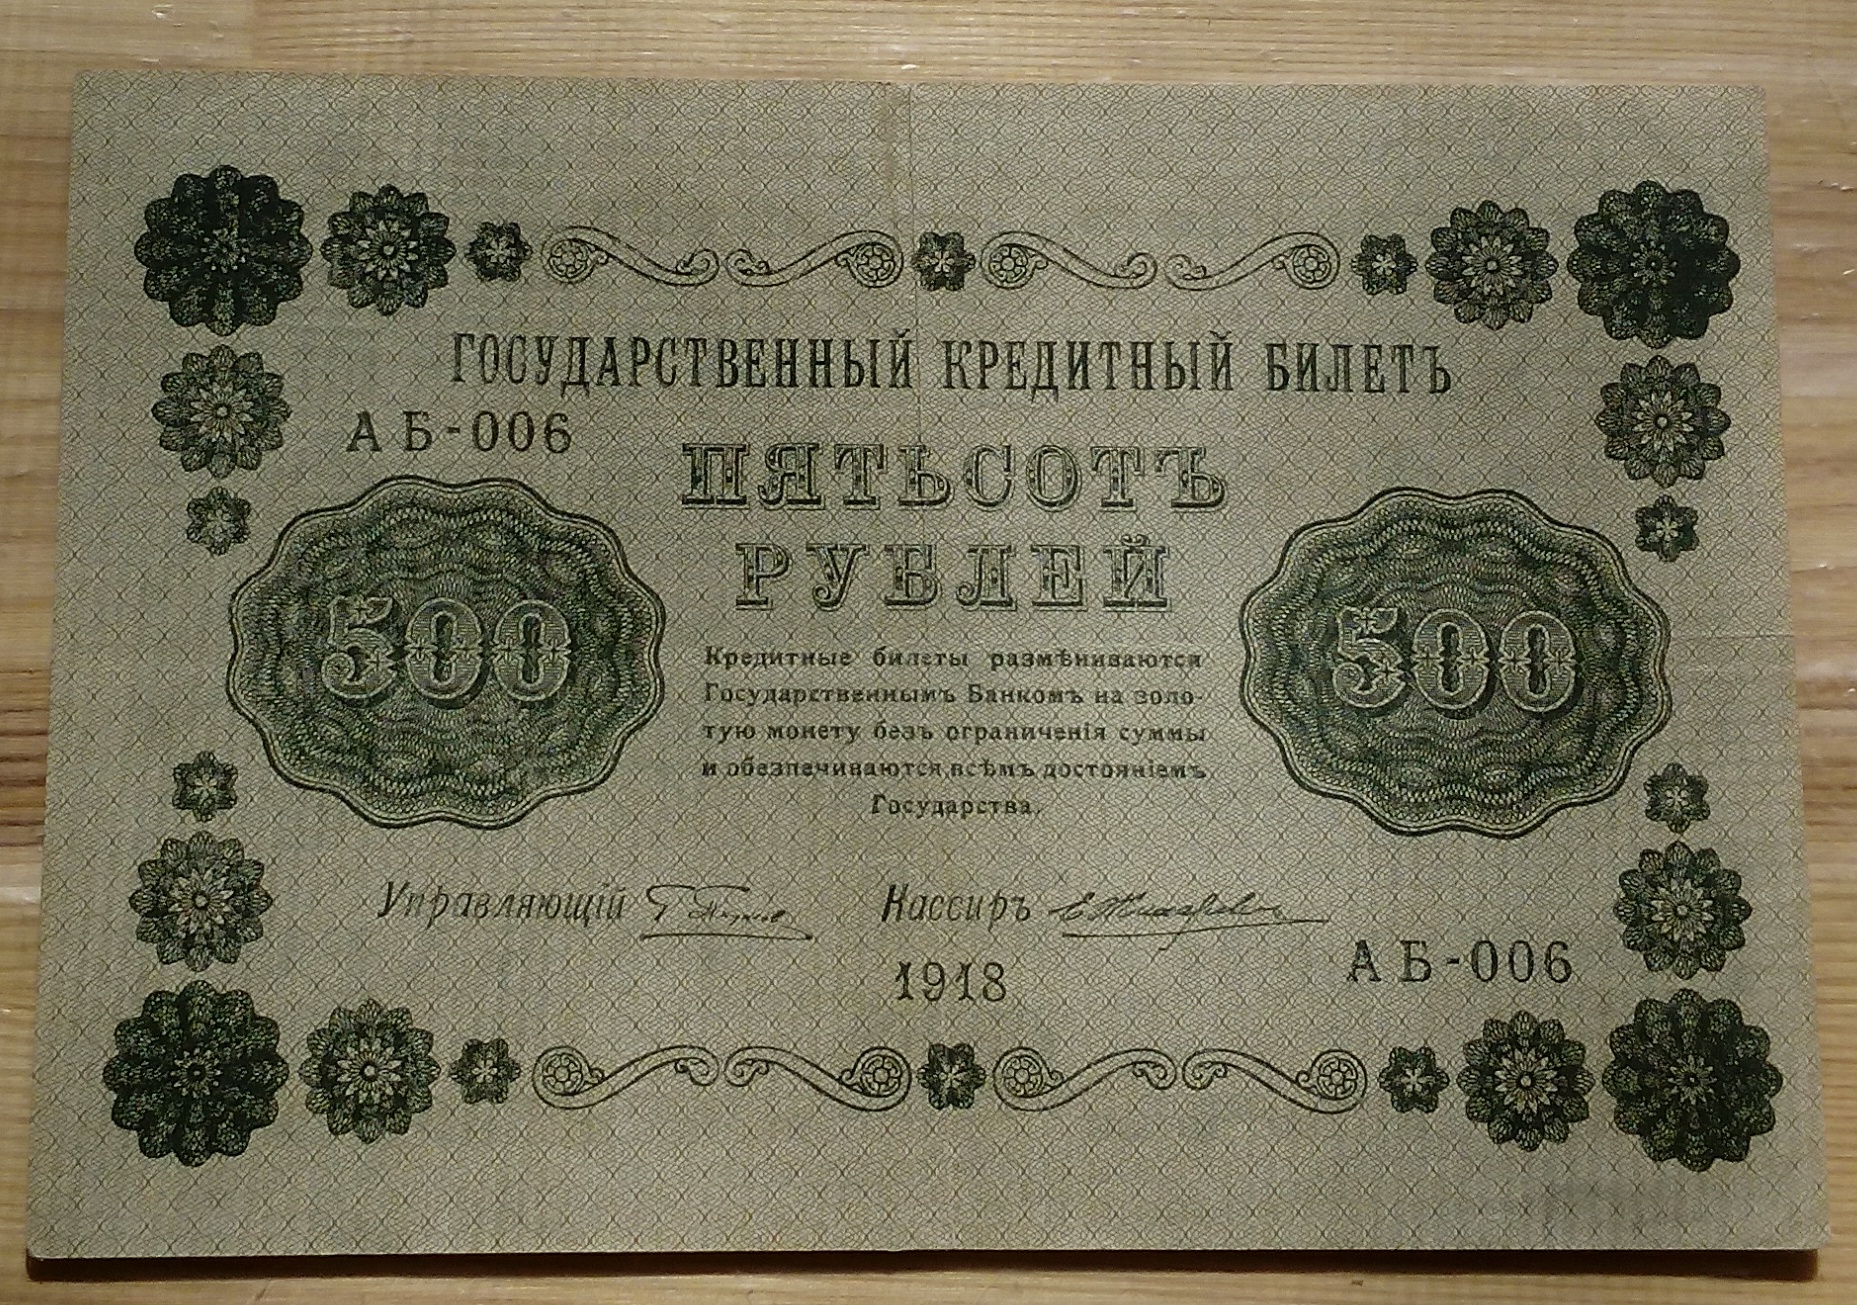 ГОСУДАРСТВЕННЫЙ КРЕДИТНЫЙ БИЛЕТЪ
АБ-006
ПЯТЬСОТЪ
РУБЛЕЙ
500
500
Кредитные билеты размѣниваются
Государственнымъ Банкомъ на золо-
тую монету безъ ограниченія суммы
и обезпечиваются всѣмъ достояніемъ
Государства.
Управляющій
Кассиръ
1918
АБ-006